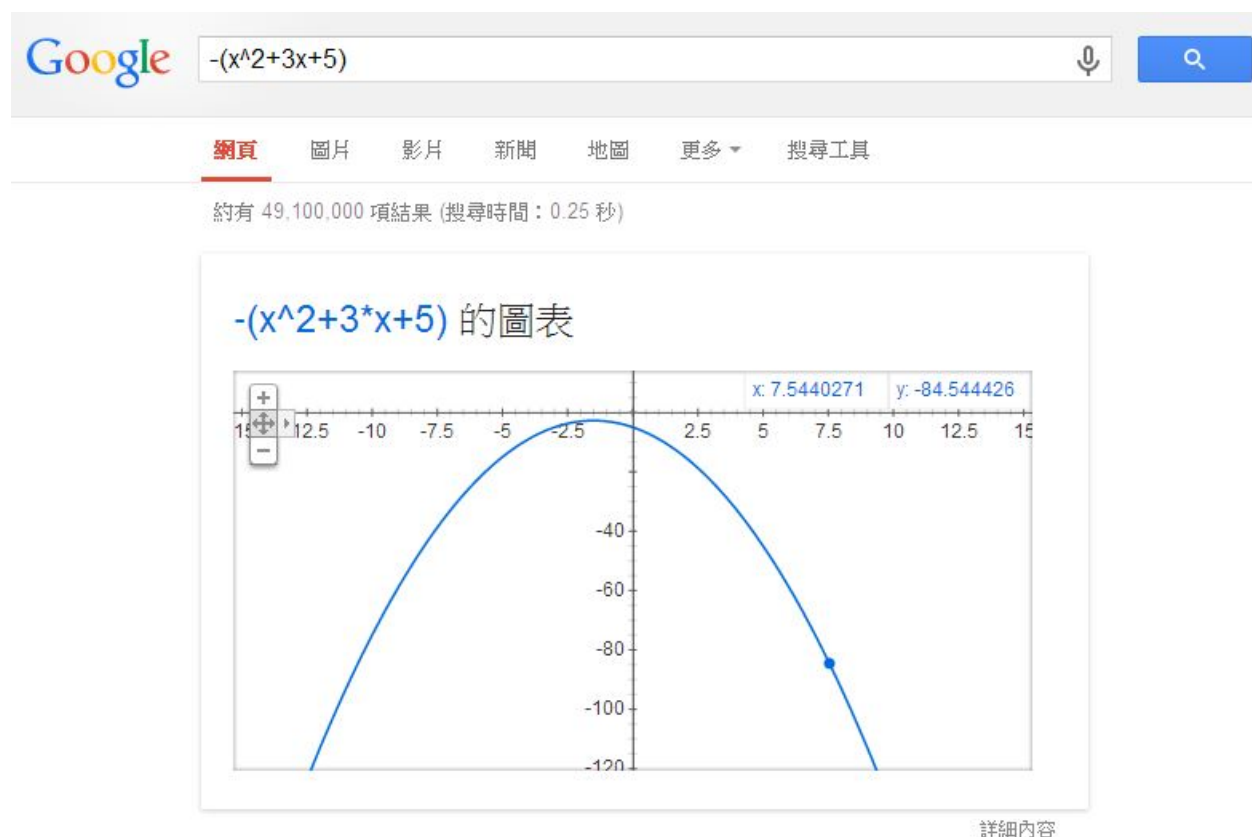 Google -(x^2+3x+5)
網頁 圖片 影片 新聞 地圖 更多 搜尋工具
約有 49,100,000 項結果 (搜尋時間：0.25 秒)
-(x^2+3*x+5) 的圖表
x: 7.5440271 y: -84.544426
12.5 -10 -7.5 -5 -2.5 2.5 5 7.5 10 12.5 15
-40
-60
-80
-100
-120
詳細內容